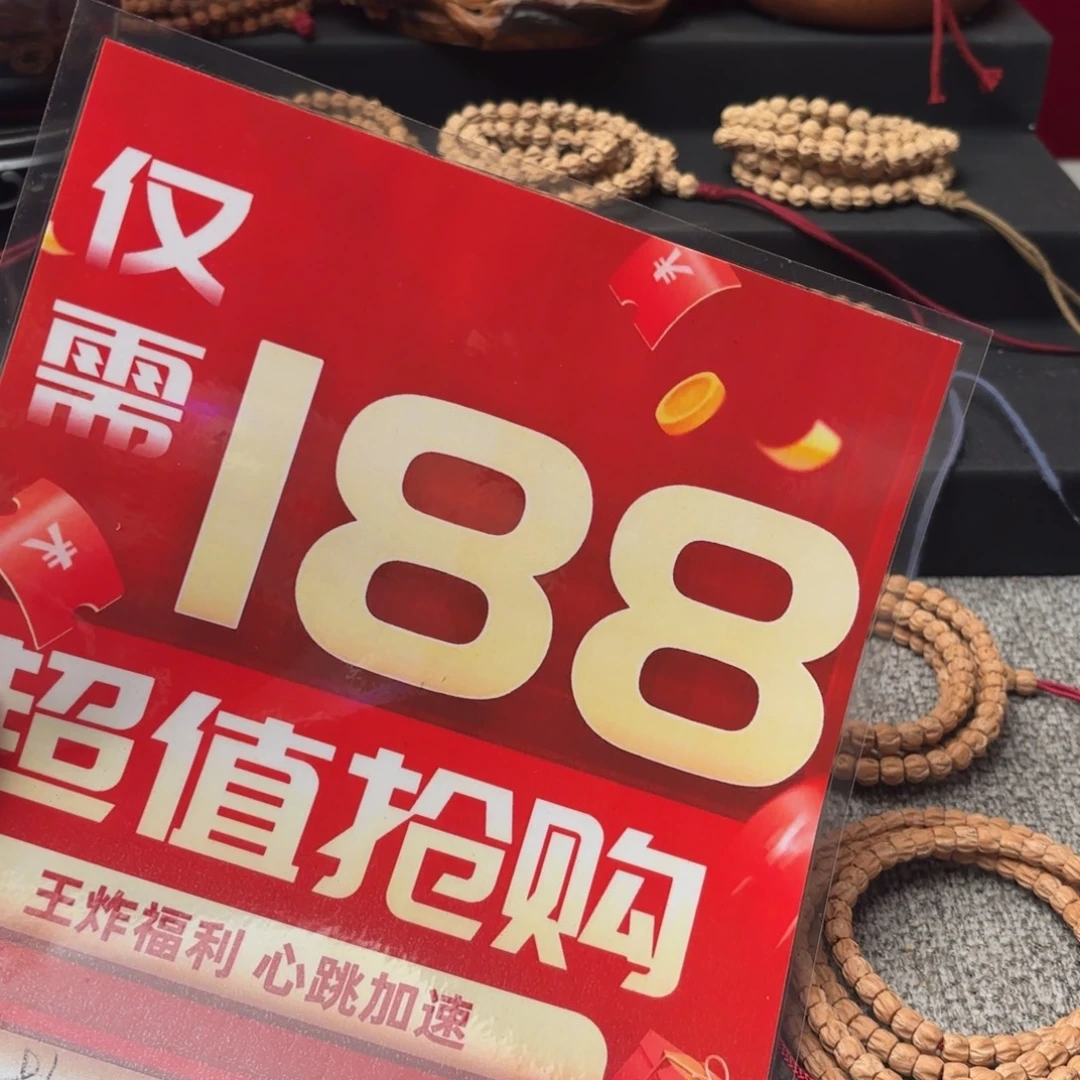 仅需
188
超值抢购
王炸福利 心跳加速
¥
¥